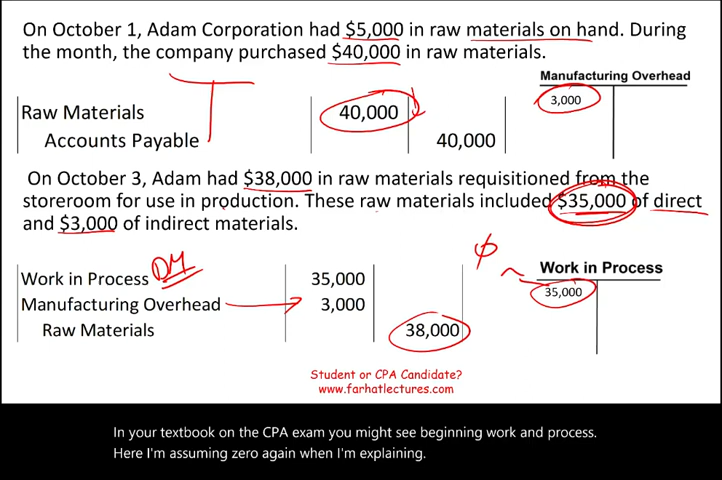 On October 1, Adam Corporation had $5,000 in raw materials on hand. During
the month, the company purchased $40,000 in raw materials.
Manufacturing Overhead
3,000
Raw Materials 40,000
Accounts Payable 40,000
On October 3, Adam had $38,000 in raw materials requisitioned from the
storeroom for use in production. These raw materials included $35,000 of direct
and $3,000 of indirect materials.
Work in Process DM 35,000
Manufacturing Overhead 3,000
Raw Materials 38,000
Work in Process
35,000
Student or CPA Candidate?
www.farhatlectures.com
In your textbook on the CPA exam you might see beginning work and process.
Here I'm assuming zero again when I'm explaining.